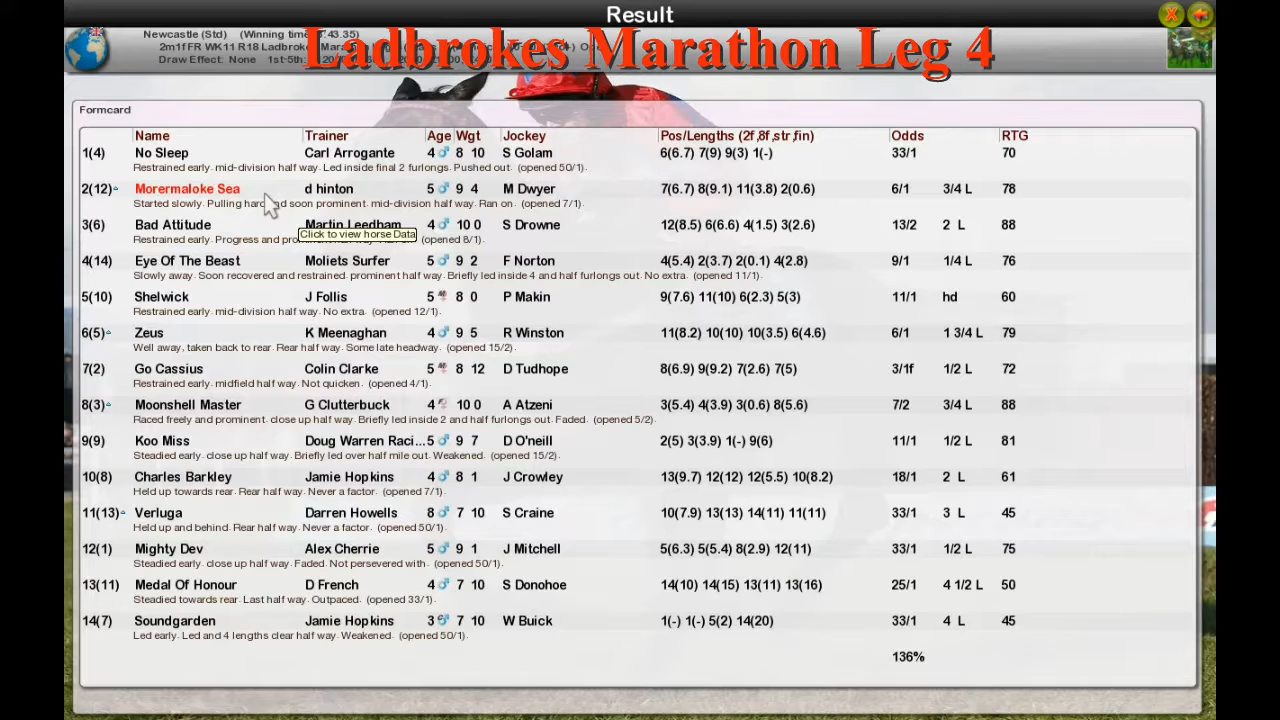 Result
Newcastle (Std) (Winning time 43.35)
2m1fFR WK11 R18 Ladbrokes
Draw Effect: None 1st-5th:
Ladbrokes Marathon Leg 4
Formcard
Name Trainer Age Wgt Jockey Pos/Lengths (2f,8f,str,fin) Odds RTG
1(4) No Sleep Carl Arrogante 4 8 10 S Golam 6(6.7) 7(9) 9(3) 1(-) 33/1 70
Restrained early. mid-division half way. Led inside final 2 furlongs. Pushed out. (opened 50/1).
2(12) Morermaloke Sea d hinton 5 9 4 M Dwyer 7(6.7) 8(9.1) 11(3.8) 2(0.6) 6/1 3/4 L 78
Started slowly. Pulling hard and soon prominent. mid-division half way. Ran on. (opened 7/1).
3(6) Bad Attitude Martin Leedham 4 10 0 S Drowne 12(8.5) 6(6.6) 4(1.5) 3(2.6) 13/2 2 L 88
Click to view horse Data
Restrained early. Progress and (opened 8/1).
4(14) Eye Of The Beast Moliets Surfer 5 9 2 F Norton 4(5.4) 2(3.7) 2(0.1) 4(2.8) 9/1 1/4 L 76
Slowly away. Soon recovered and restrained. prominent half way. Briefly led inside 4 and half furlongs out. No extra. (opened 11/1).
5(10) Shelwick J Follis 5 8 0 P Makin 9(7.6) 11(10) 6(2.3) 5(3) 11/1 hd 60
Restrained early. mid-division half way. No extra. (opened 12/1).
6(5) Zeus K Meenaghan 4 9 5 R Winston 11(8.2) 10(10) 10(3.5) 6(4.6) 6/1 1 3/4 L 79
Well away, taken back to rear. Rear half way. Some late headway. (opened 15/2).
7(2) Go Cassius Colin Clarke 5 8 12 D Tudhope 8(6.9) 9(9.2) 7(2.6) 7(5) 3/1f 1/2 L 72
Restrained early. midfield half way. Not quicken. (opened 4/1).
8(3) Moonshell Master G Clutterbuck 4 10 0 A Atzeni 3(5.4) 4(3.9) 3(0.6) 8(5.6) 7/2 3/4 L 88
Raced freely and prominent. close up half way. Briefly led inside 2 and half furlongs out. Faded. (opened 5/2).
9(9) Koo Miss Doug Warren Raci... 5 9 7 D O'neill 2(5) 3(3.9) 1(-) 9(6) 11/1 1/2 L 81
Steadied early. close up half way. Briefly led over half mile out. Weakened. (opened 15/2).
10(8) Charles Barkley Jamie Hopkins 4 8 1 J Crowley 13(9.7) 12(12) 12(5.5) 10(8.2) 18/1 2 L 61
Held up towards rear. Rear half way. Never a factor. (opened 7/1).
11(13) Verluga Darren Howells 8 7 10 S Craine 10(7.9) 13(13) 14(11) 11(11) 33/1 3 L 45
Held up and behind. Rear half way. Never a factor. (opened 50/1).
12(1) Mighty Dev Alex Cherrie 5 9 1 J Mitchell 5(6.3) 5(5.4) 8(2.9) 12(11) 33/1 1/2 L 75
Steadied early. close up half way. Faded. Not persevered with. (opened 50/1).
13(11) Medal Of Honour D French 4 7 10 S Donohoe 14(10) 14(15) 13(11) 13(16) 25/1 4 1/2 L 50
Steadied towards rear. Last half way. Outpaced. (opened 33/1).
14(7) Soundgarden Jamie Hopkins 3 7 10 W Buick 1(-) 1(-) 5(2) 14(20) 33/1 4 L 45
Led early. Led and 4 lengths clear half way. Weakened. (opened 50/1).
136%